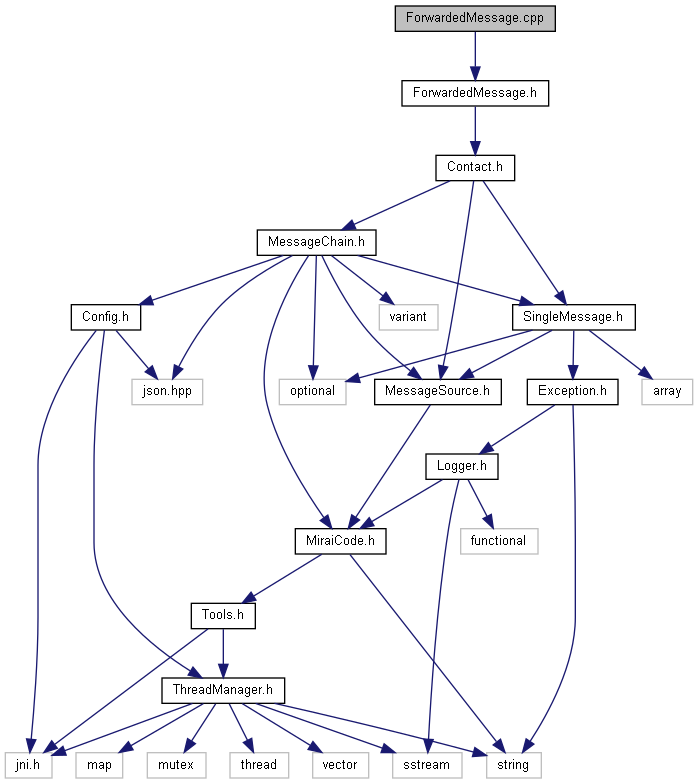 ForwardedMessage.cpp
ForwardedMessage.h
Contact.h
MessageChain.h
Config.h
variant
SingleMessage.h
json.hpp
optional
MessageSource.h
Exception.h
array
Logger.h
MiraiCode.h
functional
Tools.h
ThreadManager.h
jni.h
map
mutex
thread
vector
sstream
string